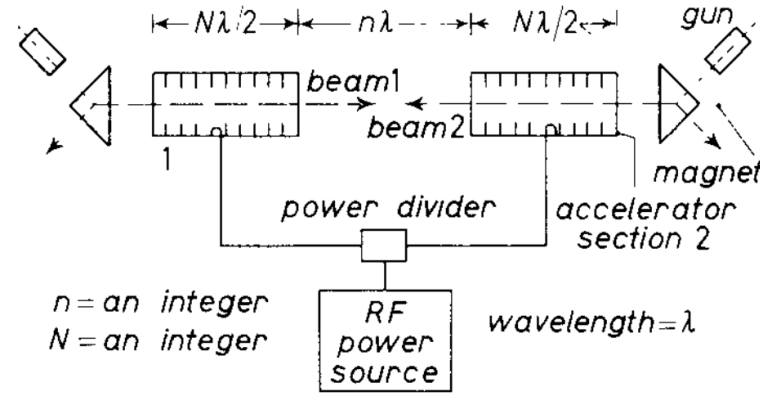 Nλ/2
nλ
Nλ/2
gun
beam1
beam2
1
magnet
power divider
accelerator
section 2
n = an integer
N = an integer
RF
power
source
wavelength = λ